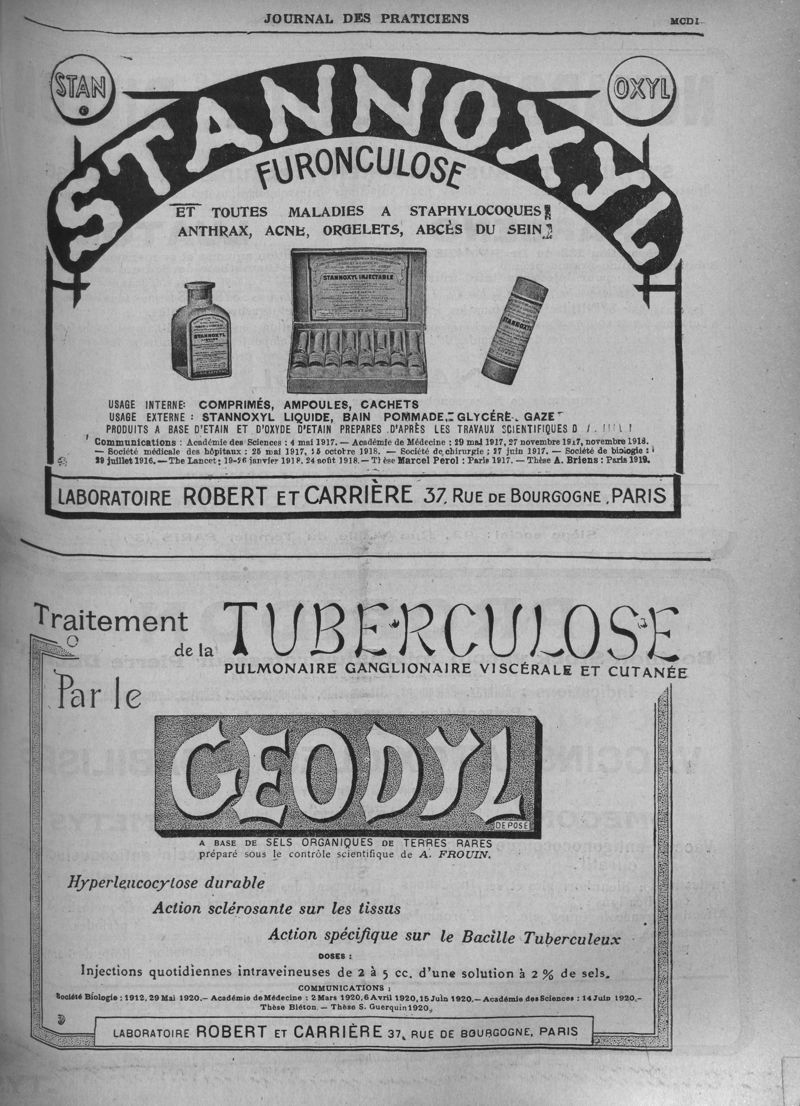 JOURNAL DES PRATICIENS
STAN
OXYL
STANNOXYL
FURONCULOSE
ET TOUTES MALADIES A STAPHYLOCOQUES
ANTHRAX, ACNE, ORGELETS, ABCÈS DU SEIN
STANNOXYL INJECTABLE
STANNOXYL
STANNOXYL
USAGE INTERNE: COMPRIMÉS, AMPOULES, CACHETS
USAGE EXTERNE : STANNOXYL LIQUIDE, BAIN POMMADE, GLYCÉRÉ, GAZE
PRODUITS A BASE D'ETAIN ET D'OXYDE D'ETAIN PREPARES D'APRÈS LES TRAVAUX SCIENTIFIQUES D
Communications : Académie des Sciences : 4 mai 1917. — Académie de Médecine : 29 mai 1917, 27 novembre 1917, novembre 1918.
— Société médicale des hôpitaux : 25 mai 1917, 15 octobre 1918. — Société de chirurgie : 27 juin 1917. — Société de biologie :
29 juillet 1916. — The Lancet : 19-26 janvier 1918, 24 août 1918. — Thèse Marcel Perol : Paris 1917. — Thèse A. Briens : Paris 1919.
LABORATOIRE ROBERT ET CARRIÈRE 37, RUE DE BOURGOGNE, PARIS
Traitement
de la TUBERCULOSE
PULMONAIRE GANGLIONAIRE VISCÉRALE ET CUTANÉE
Par le
GEODYL
DEPOSÉ
A BASE DE SELS ORGANIQUES DE TERRES RARES
préparé sous le contrôle scientifique de A. FROUIN.
Hyperleucocytose durable
Action sclérosante sur les tissus
Action spécifique sur le Bacille Tuberculeux
DOSES :
Injections quotidiennes intraveineuses de 2 à 5 cc. d'une solution à 2 % de sels.
COMMUNICATIONS :
Société Biologie : 1912, 29 Mai 1920. — Académie de Médecine : 2 Mars 1920, 6 Avril 1920, 15 Juin 1920. — Académie des Sciences : 14 Juin 1920. —
Thèse Bléton. — Thèse S. Guerquin 1920.
LABORATOIRE ROBERT ET CARRIÈRE 37, RUE DE BOURGOGNE, PARIS